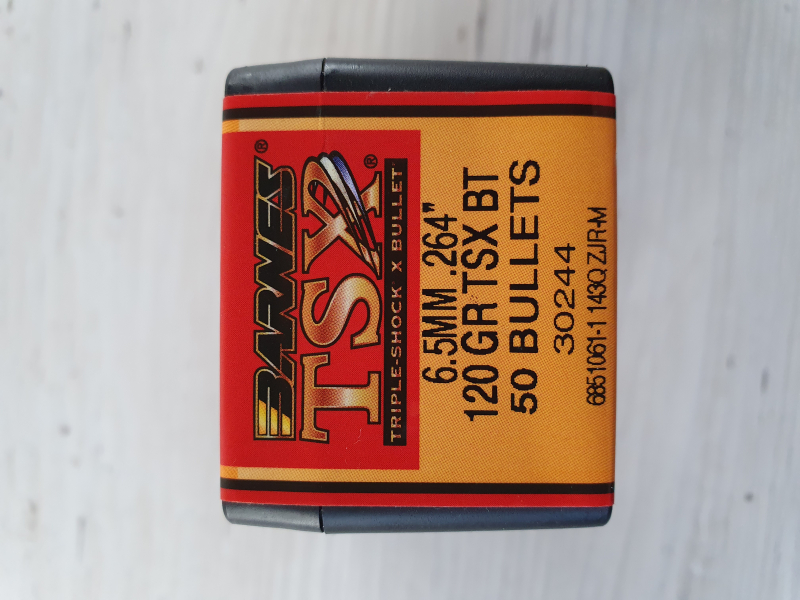 BARNES®
TSX®
TRIPLE-SHOCK X BULLET
6.5MM .264"
120 GR TSX BT
50 BULLETS
30244
6851061-1 143Q ZJR-M